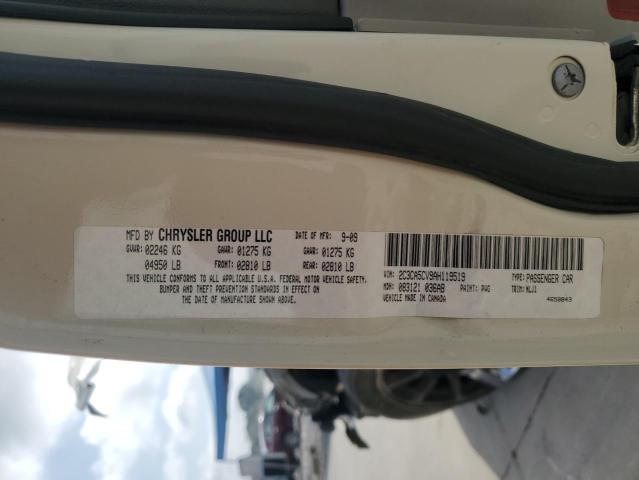 MFD BY CHRYSLER GROUP LLC DATE OF MFR: 9-09
GVWR: 02246 KG GAWR: 01275 KG GAWR: 01275 KG
04950 LB FRONT: 02810 LB REAR: 02810 LB
THIS VEHICLE CONFORMS TO ALL APPLICABLE U.S.A. FEDERAL MOTOR VEHICLE SAFETY,
BUMPER AND THEFT PREVENTION STANDARDS IN EFFECT ON
THE DATE OF MANUFACTURE SHOWN ABOVE.
VIN: 2C3CA5CV9AH119519 TYPE: PASSENGER CAR
MDH: 083121 036AB PAINT: PWG TRIM: MLJ1
VEHICLE MADE IN CANADA 4658843